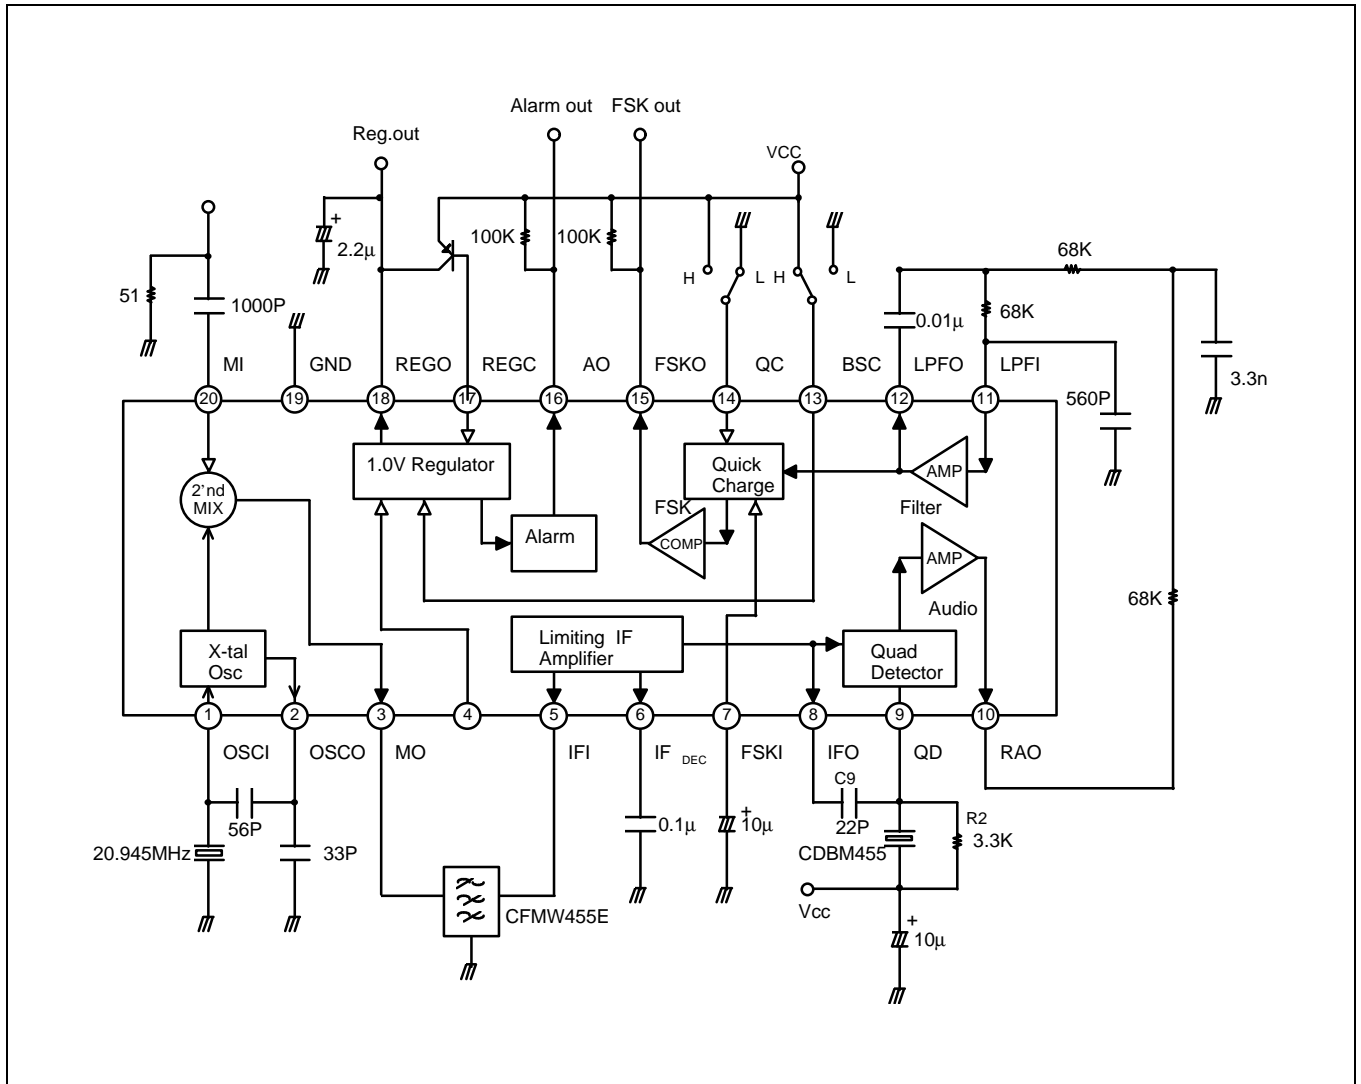 Alarm out
FSK out
Reg.out
VCC
+
2.2µ
100K
100K
H
L
H
L
68K
51
1000P
0.01µ
68K
3.3n
MI
GND
REGO
REGC
AO
FSKO
QC
BSC
LPFO
LPFI
560P
20
19
18
17
16
15
14
13
12
11
1.0V Regulator
Quick
Charge
AMP
Filter
2'nd
MIX
FSK
COMP
Alarm
AMP
Audio
68K
X-tal
Osc
Limiting IF
Amplifier
Quad
Detector
1
2
3
4
5
6
7
8
9
10
OSCI
OSCO
MO
IFI
IF DEC
FSKI
IFO
QD
RAO
56P
20.945MHz
33P
CFMW455E
0.1µ
+
10µ
C9
22P
CDBM455
R2
3.3K
Vcc
+
10µ